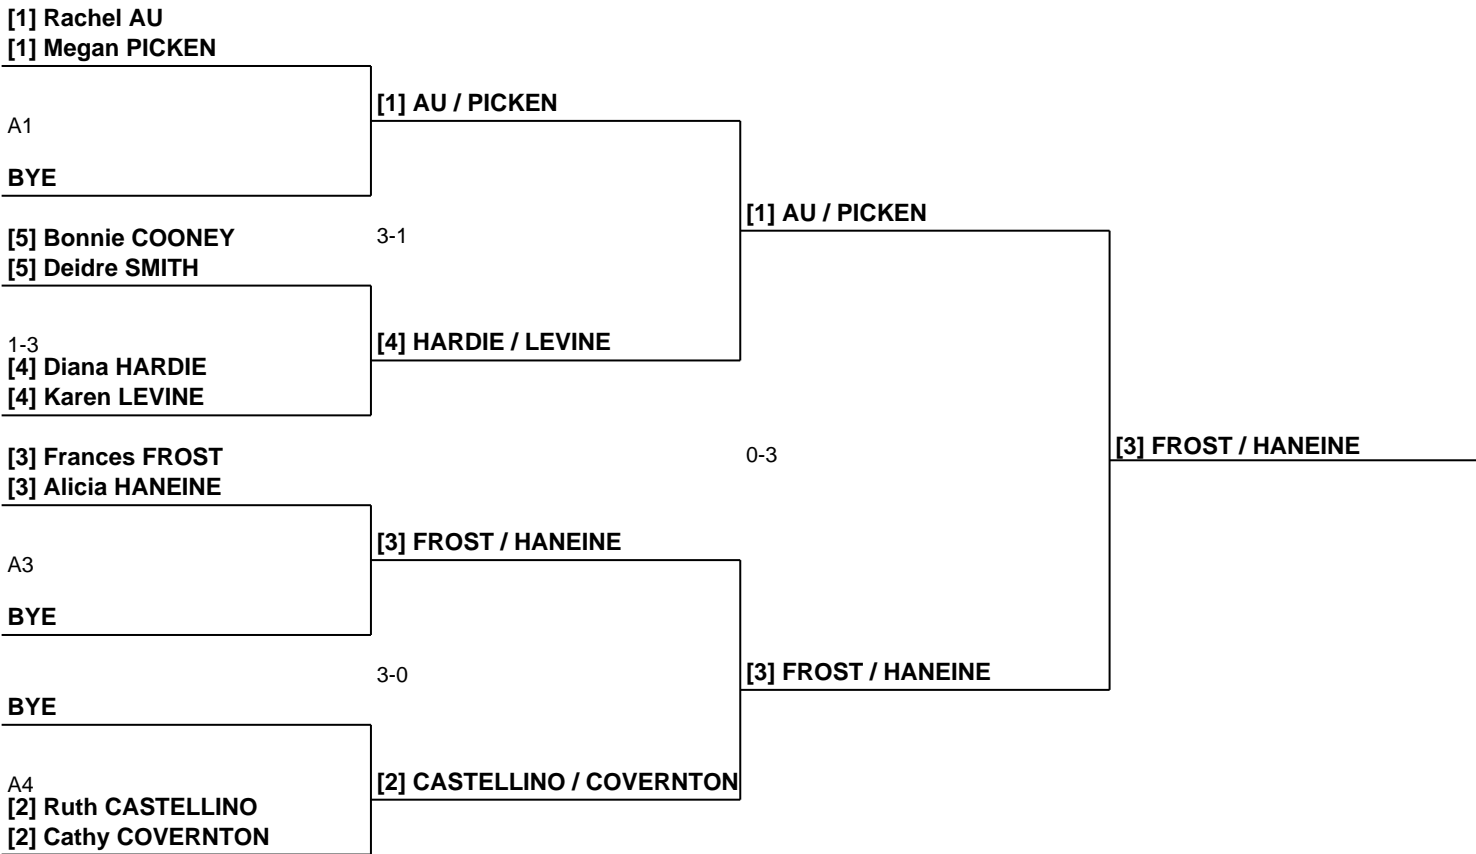 [1] Rachel AU
[1] Megan PICKEN
[1] AU / PICKEN
A1
BYE
[1] AU / PICKEN
[5] Bonnie COONEY
3-1
[5] Deidre SMITH
1-3
[4] HARDIE / LEVINE
[4] Diana HARDIE
[4] Karen LEVINE
[3] FROST / HANEINE
[3] Frances FROST
0-3
[3] Alicia HANEINE
[3] FROST / HANEINE
A3
BYE
3-0
[3] FROST / HANEINE
BYE
A4
[2] CASTELLINO / COVERNTON
[2] Ruth CASTELLINO
[2] Cathy COVERNTON